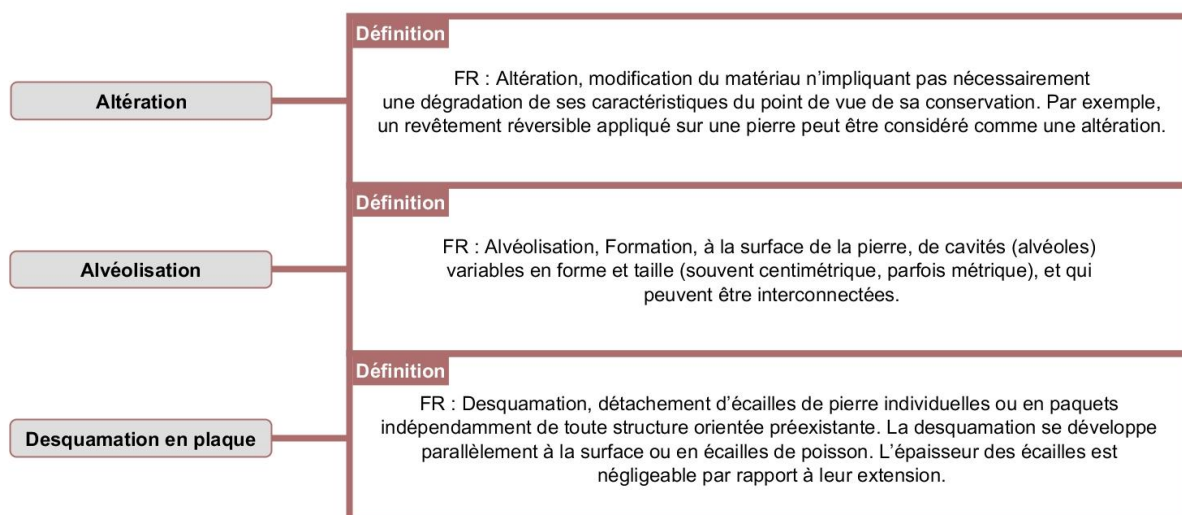 Définition
Altération
FR : Altération, modification du matériau n’impliquant pas nécessairement
une dégradation de ses caractéristiques du point de vue de sa conservation. Par exemple,
un revêtement réversible appliqué sur une pierre peut être considéré comme une altération.
Définition
Alvéolisation
FR : Alvéolisation, Formation, à la surface de la pierre, de cavités (alvéoles)
variables en forme et taille (souvent centimétrique, parfois métrique), et qui
peuvent être interconnectées.
Définition
Desquamation en plaque
FR : Desquamation, détachement d’écailles de pierre individuelles ou en paquets
indépendamment de toute structure orientée préexistante. La desquamation se développe
parallèlement à la surface ou en écailles de poisson. L’épaisseur des écailles est
négligeable par rapport à leur extension.